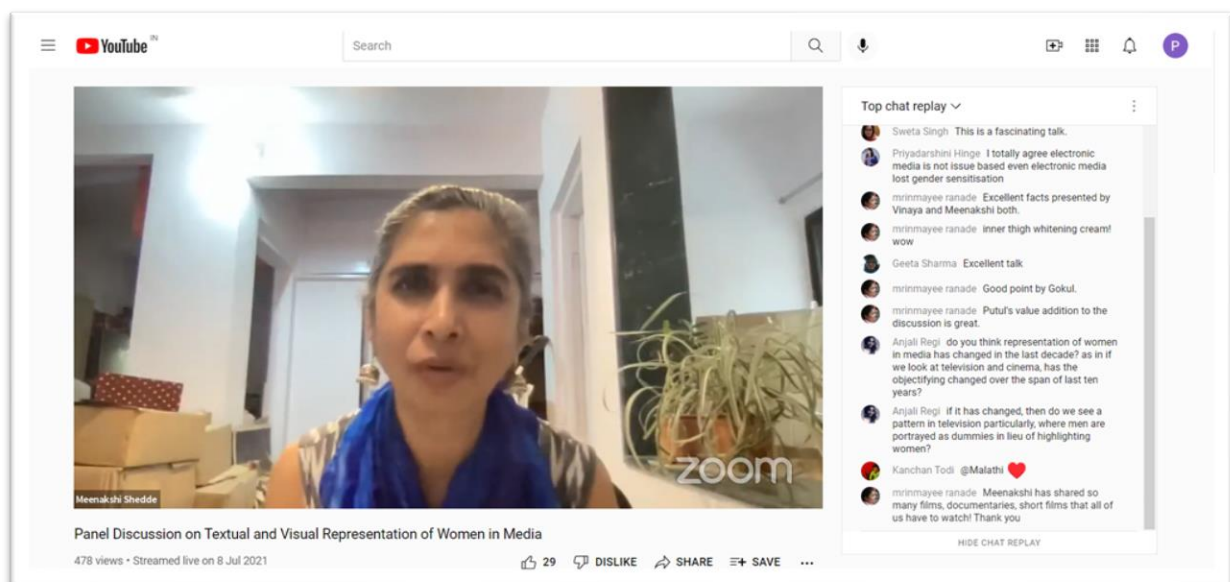 YouTube IN
Search
P
Meenakshi Shedde
zoom
Panel Discussion on Textual and Visual Representation of Women in Media
478 views • Streamed live on 8 Jul 2021
29 DISLIKE SHARE SAVE
Top chat replay
Sweta Singh This is a fascinating talk.
Priyadarshini Hinge I totally agree electronic
media is not issue based even electronic media
lost gender sensitisation
mrinmayee ranade Excellent facts presented by
Vinaya and Meenakshi both.
mrinmayee ranade inner thigh whitening cream!
wow
Geeta Sharma Excellent talk
mrinmayee ranade Good point by Gokul.
mrinmayee ranade Putul's value addition to the
discussion is great.
Anjali Regi do you think representation of women
in media has changed in the last decade? as in if
we look at television and cinema, has the
objectifying changed over the span of last ten
years?
Anjali Regi if it has changed, then do we see a
pattern in television particularly, where men are
portrayed as dummies in lieu of highlighting
women?
Kanchan Todi @Malathi ❤
mrinmayee ranade Meenakshi has shared so
many films, documentaries, short films that all of
us have to watch! Thank you
HIDE CHAT REPLAY